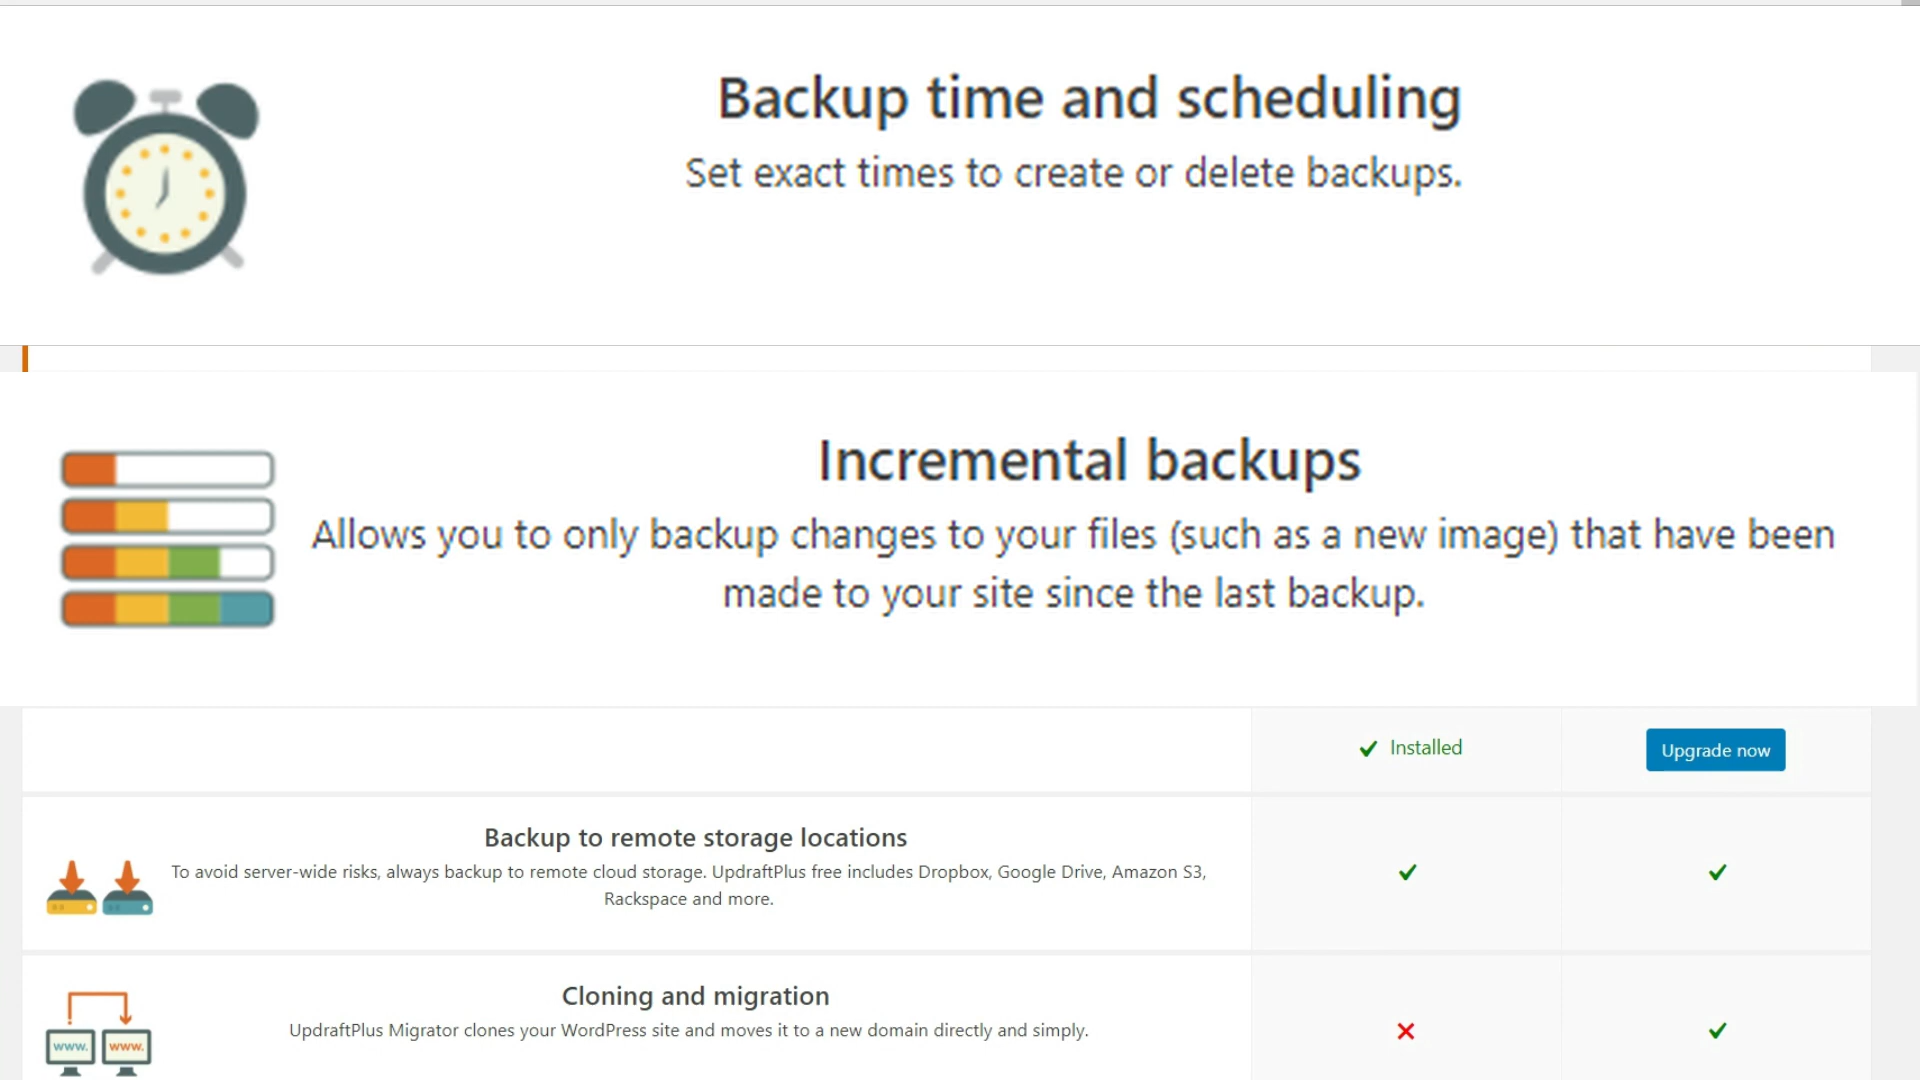 Backup time and scheduling
Set exact times to create or delete backups.
Incremental backups
Allows you to only backup changes to your files (such as a new image) that have been
made to your site since the last backup.
Installed
Upgrade now
Backup to remote storage locations
To avoid server-wide risks, always backup to remote cloud storage. UpdraftPlus free includes Dropbox, Google Drive, Amazon S3,
Rackspace and more.
Cloning and migration
UpdraftPlus Migrator clones your WordPress site and moves it to a new domain directly and simply.
www. www.